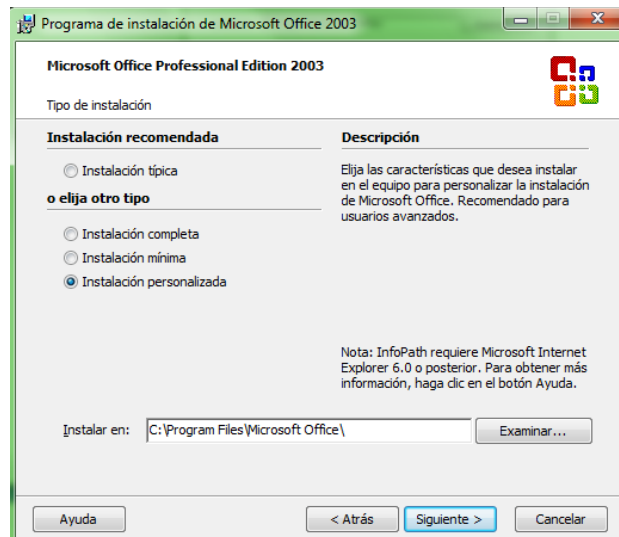 Programa de instalación de Microsoft Office 2003
Microsoft Office Professional Edition 2003
Tipo de instalación
Instalación recomendada
Instalación típica
o elija otro tipo
Instalación completa
Instalación mínima
Instalación personalizada
Descripción
Elija las características que desea instalar
en el equipo para personalizar la instalación
de Microsoft Office. Recomendado para
usuarios avanzados.
Nota: InfoPath requiere Microsoft Internet
Explorer 6.0 o posterior. Para obtener más
información, haga clic en el botón Ayuda.
Instalar en: C:\Program Files\Microsoft Office\ Examinar...
Ayuda < Atrás Siguiente > Cancelar